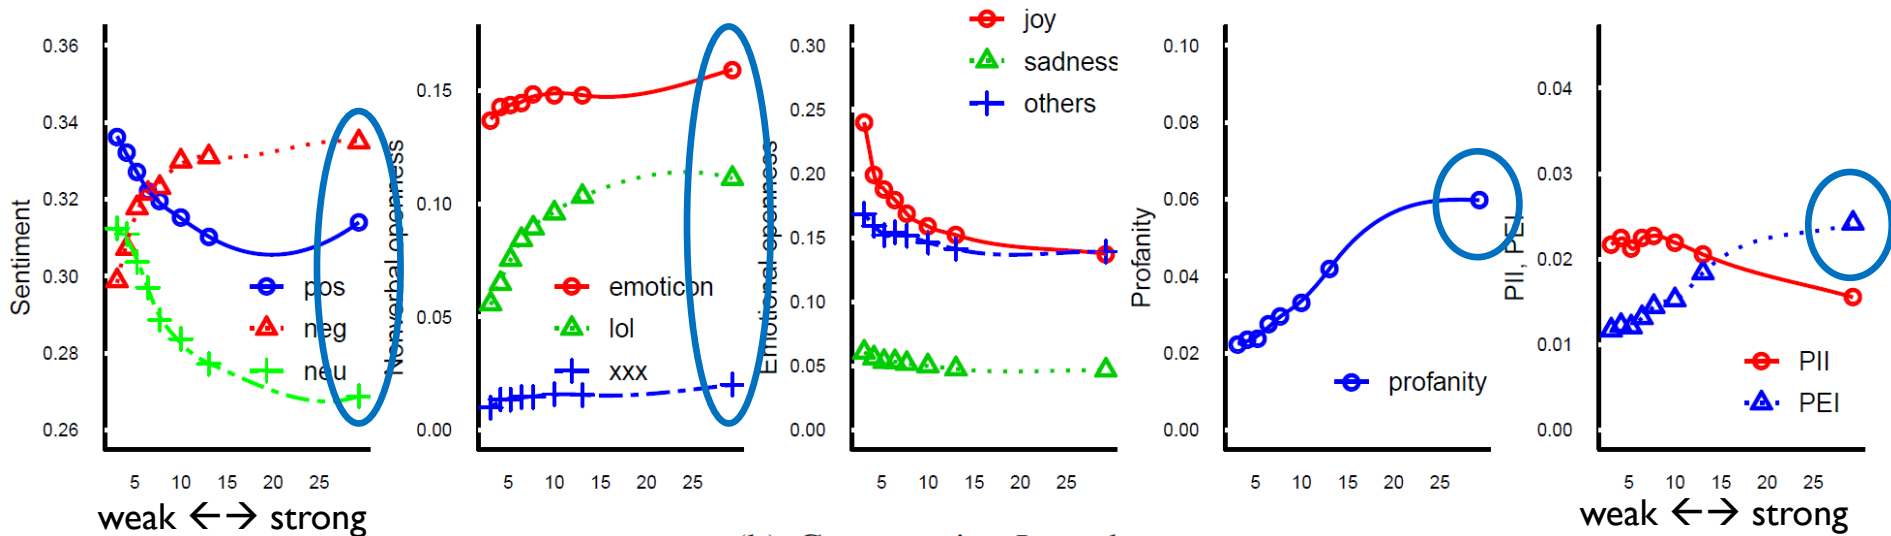 Sentiment
0.36
0.34
0.32
0.30
0.28
0.26
pos
neg
neu
5 10 15 20 25
weak ←→ strong
Nonverbal openness
0.15
0.10
0.05
0.00
emoticon
lol
xxx
5 10 15 20 25
Emotional openness
0.30
0.25
0.20
0.15
0.10
0.05
0.00
joy
sadness
others
5 10 15 20 25
Profanity
0.10
0.08
0.06
0.04
0.02
0.00
profanity
5 10 15 20 25
PII, PEI
0.04
0.03
0.02
0.01
0.00
PII
PEI
5 10 15 20 25
weak ←→ strong